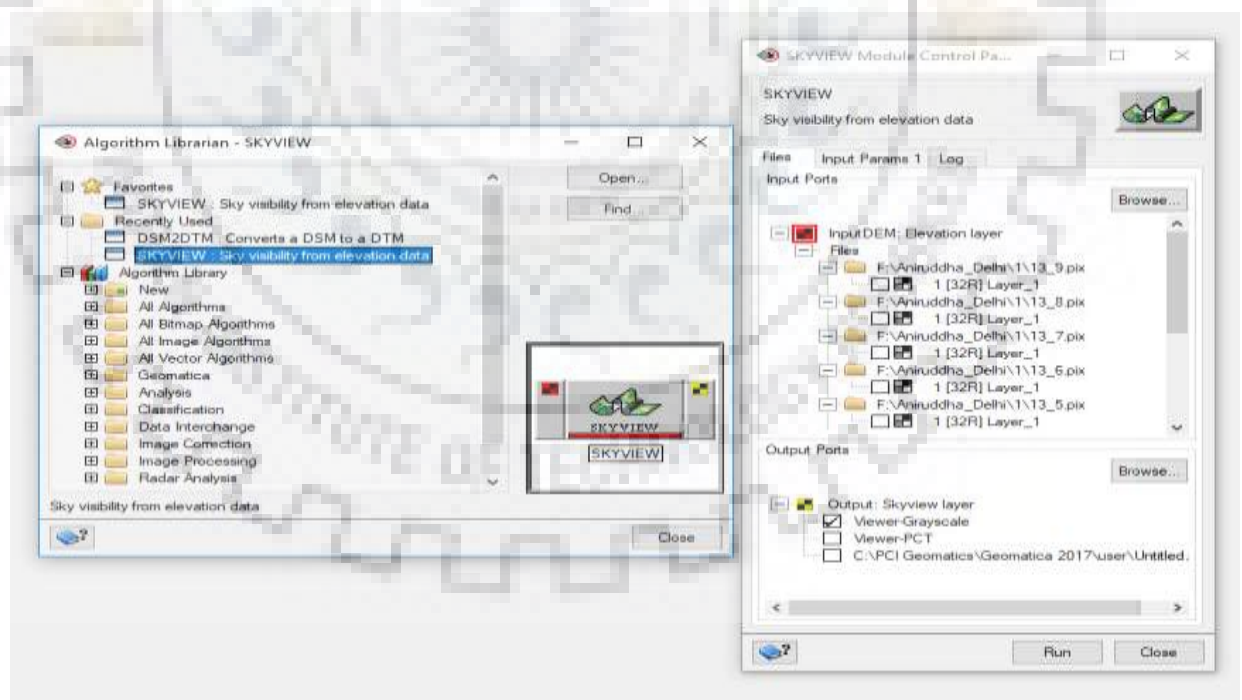 Algorithm Librarian - SKYVIEW
Favorites
SKYVIEW : Sky visibility from elevation data
Recently Used
DSM2DTM : Converts a DSM to a DTM
SKYVIEW : Sky visibility from elevation data
Algorithm Library
New
All Algorithms
All Bitmap Algorithms
All Image Algorithms
All Vector Algorithms
Geomatica
Analysis
Classification
Data Interchange
Image Correction
Image Processing
Radar Analysis
Open...
Find...
SKYVIEW
SKYVIEW
Sky visibility from elevation data
Close
SKYVIEW Module Control Pa...
SKYVIEW
Sky visibility from elevation data
Files Input Params 1 Log
Input Ports
Browse...
InputDEM: Elevation layer
Files
F:\Aniruddha_Delhi\1\13_9.pix
1 [32R] Layer_1
F:\Aniruddha_Delhi\1\13_8.pix
1 [32R] Layer_1
F:\Aniruddha_Delhi\1\13_7.pix
1 [32R] Layer_1
F:\Aniruddha_Delhi\1\13_6.pix
1 [32R] Layer_1
F:\Aniruddha_Delhi\1\13_5.pix
1 [32R] Layer_1
Output Ports
Browse...
Output: Skyview layer
Viewer-Grayscale
Viewer-PCT
C:\PCI Geomatics\Geomatica 2017\user\Untitled.
Run
Close